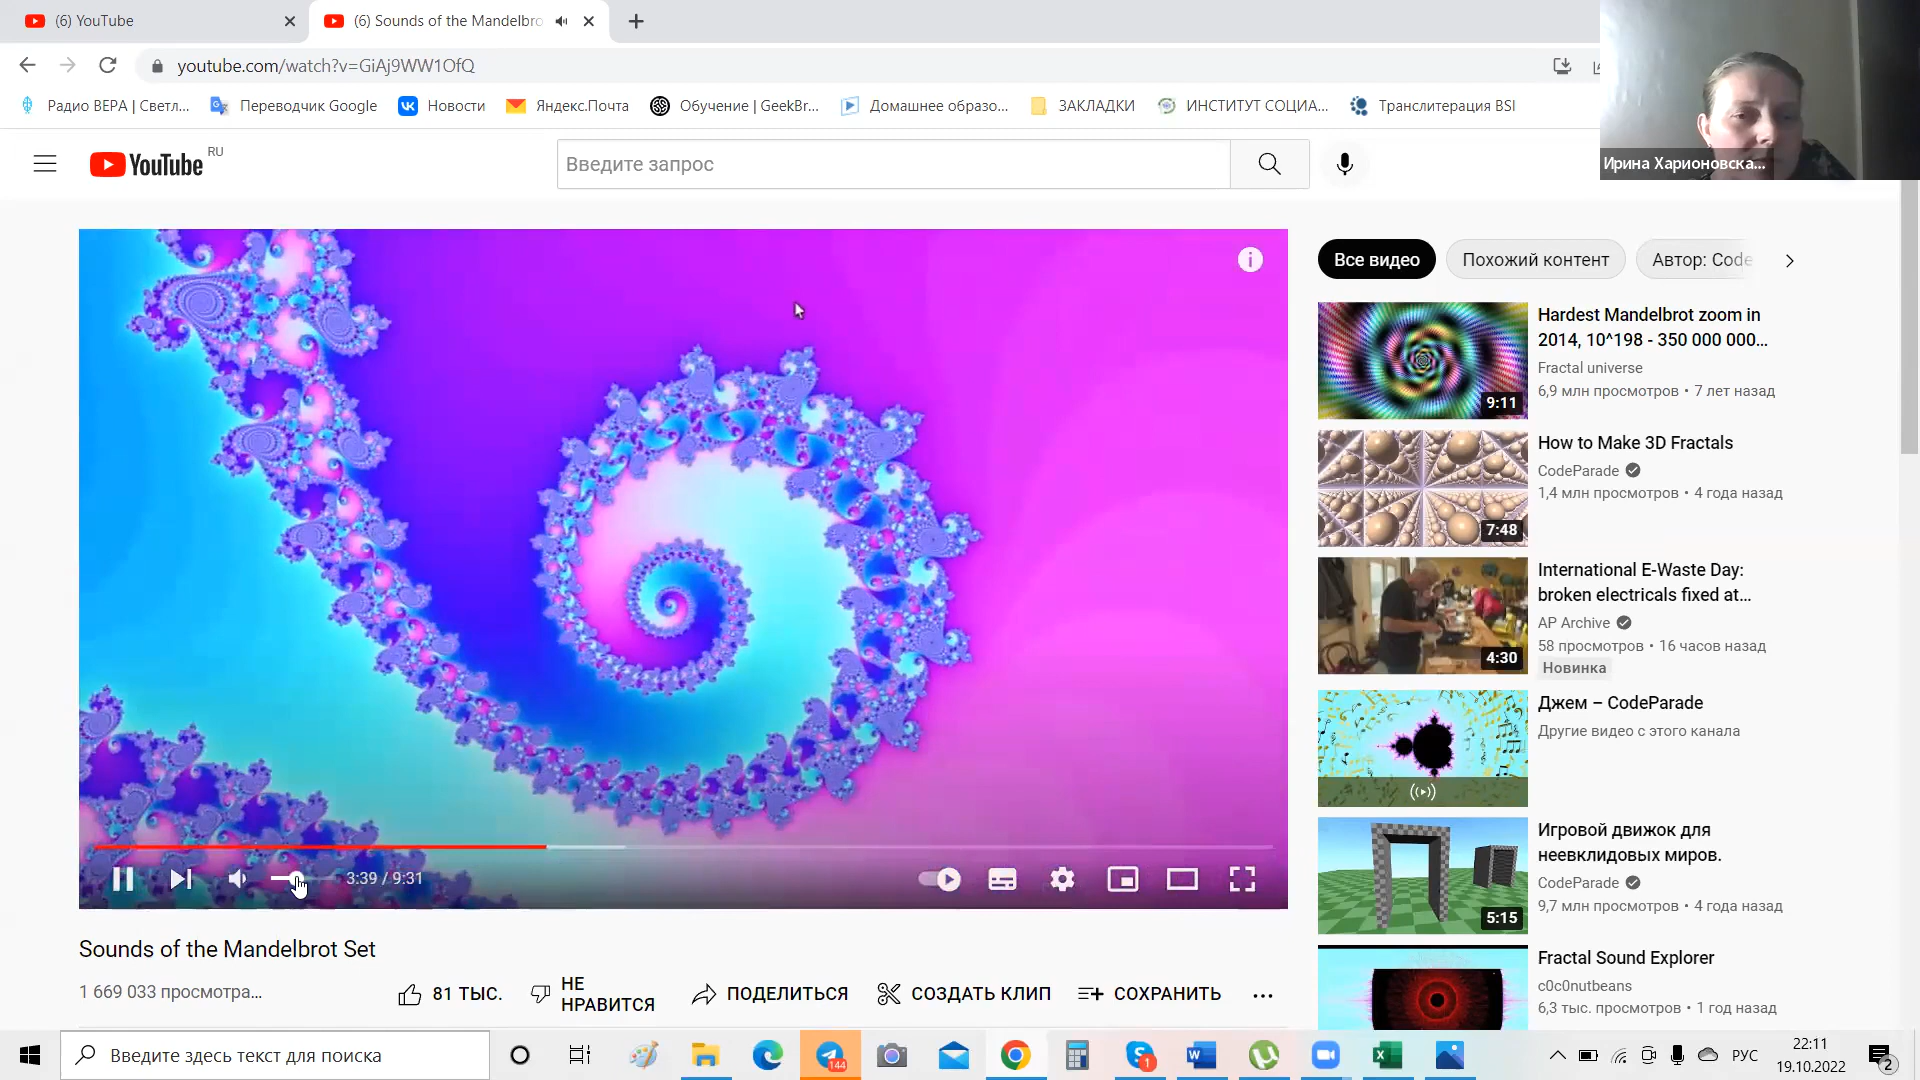 (6) YouTube
(6) Sounds of the Mandelbro
youtube.com/watch?v=GiAj9WW1OfQ
Радио ВЕРА | Светл...
Переводчик Google
Новости
Яндекс.Почта
Обучение | GeekBr...
Домашнее образо...
ЗАКЛАДКИ
ИНСТИТУТ СОЦИА...
Транслитерация BSI
Ирина Харионовска...
YouTube RU
Введите запрос
Все видео
Похожий контент
Автор: Code
Hardest Mandelbrot zoom in
2014, 10^198 - 350 000 000...
Fractal universe
6,9 млн просмотров • 7 лет назад
9:11
How to Make 3D Fractals
CodeParade
1,4 млн просмотров • 4 года назад
7:48
International E-Waste Day:
broken electricals fixed at...
AP Archive
58 просмотров • 16 часов назад
Новинка
4:30
Джем – CodeParade
Другие видео с этого канала
Игровой движок для
неевклидовых миров.
CodeParade
9,7 млн просмотров • 4 года назад
5:15
Fractal Sound Explorer
c0c0nutbeans
6,3 тыс. просмотров • 1 год назад
3:39 / 9:31
Sounds of the Mandelbrot Set
1 669 033 просмотра...
81 ТЫС.
НЕ
НРАВИТСЯ
ПОДЕЛИТЬСЯ
СОЗДАТЬ КЛИП
СОХРАНИТЬ
Введите здесь текст для поиска
144
1
РУС
22:11
19.10.2022
2